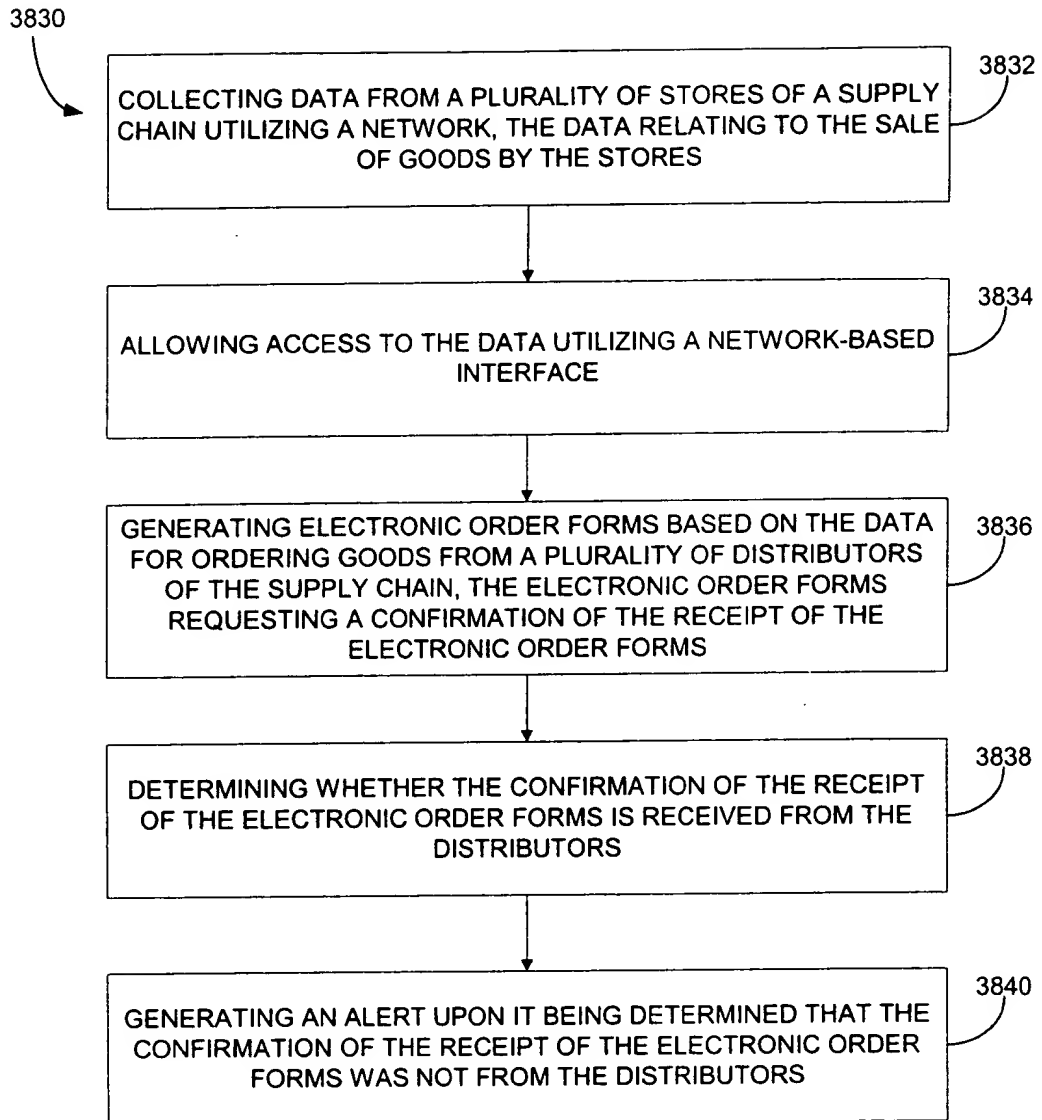 3830
3832
COLLECTING DATA FROM A PLURALITY OF STORES OF A SUPPLY
CHAIN UTILIZING A NETWORK, THE DATA RELATING TO THE SALE
OF GOODS BY THE STORES
3834
ALLOWING ACCESS TO THE DATA UTILIZING A NETWORK-BASED
INTERFACE
3836
GENERATING ELECTRONIC ORDER FORMS BASED ON THE DATA
FOR ORDERING GOODS FROM A PLURALITY OF DISTRIBUTORS
OF THE SUPPLY CHAIN, THE ELECTRONIC ORDER FORMS
REQUESTING A CONFIRMATION OF THE RECEIPT OF THE
ELECTRONIC ORDER FORMS
3838
DETERMINING WHETHER THE CONFIRMATION OF THE RECEIPT
OF THE ELECTRONIC ORDER FORMS IS RECEIVED FROM THE
DISTRIBUTORS
3840
GENERATING AN ALERT UPON IT BEING DETERMINED THAT THE
CONFIRMATION OF THE RECEIPT OF THE ELECTRONIC ORDER
FORMS WAS NOT FROM THE DISTRIBUTORS